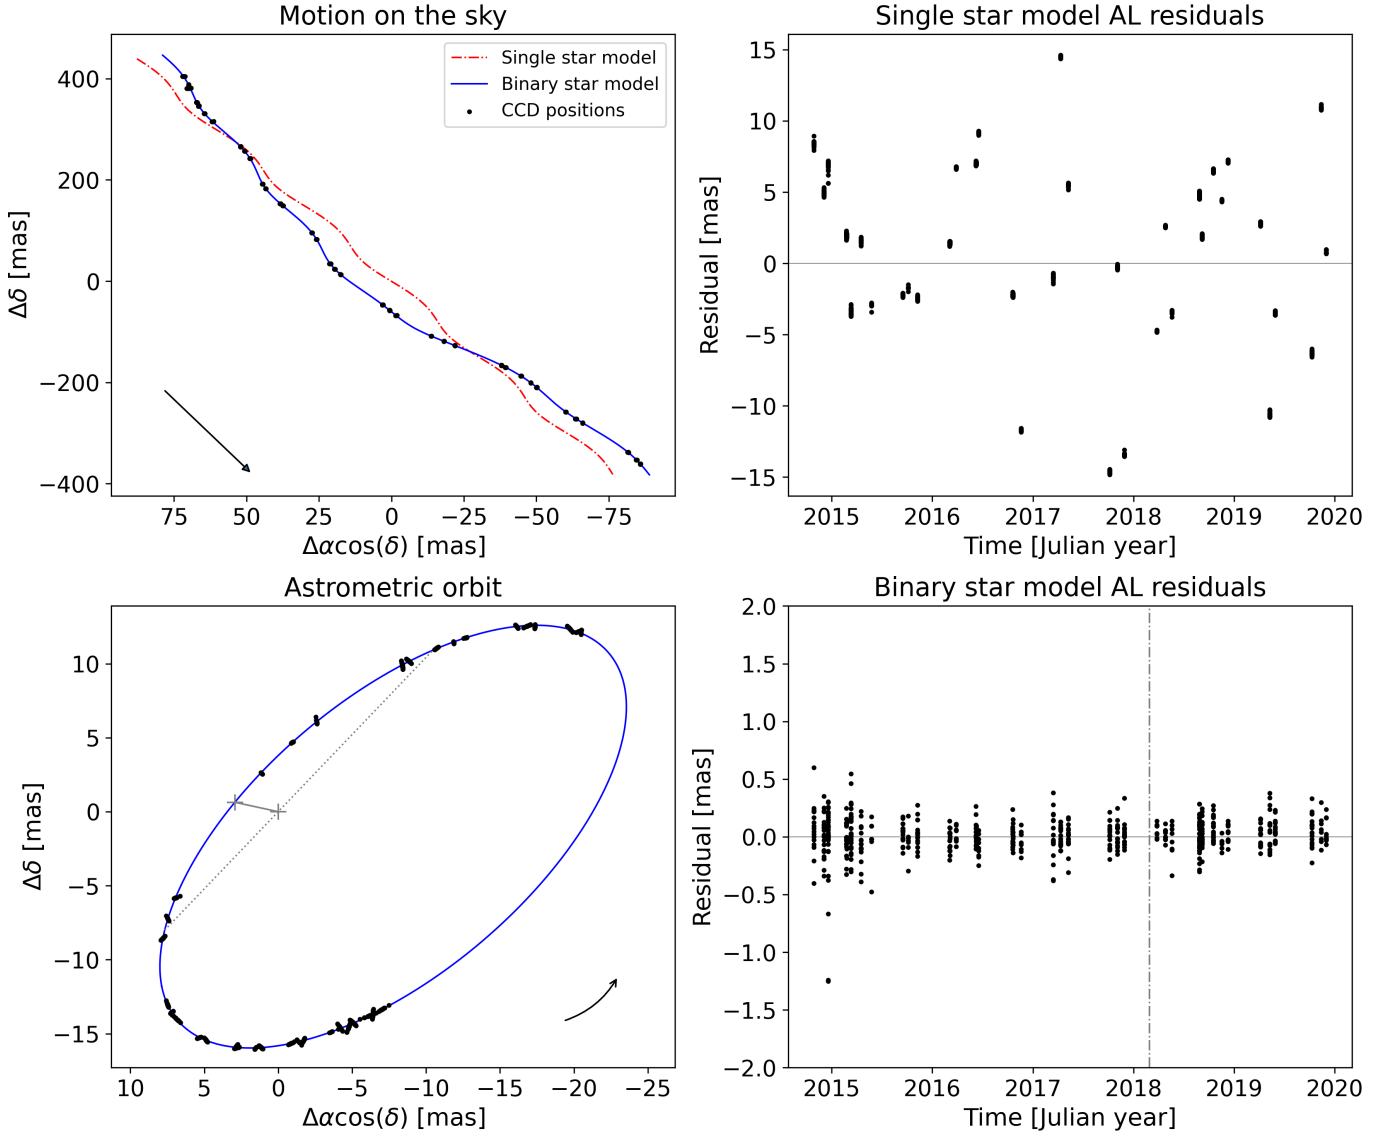 Motion on the sky
Single star model
Binary star model
CCD positions
400
200
0
−200
−400
Δδ [mas]
75 50 25 0 −25 −50 −75
Δαcos(δ) [mas]
Single star model AL residuals
15
10
5
0
−5
−10
−15
Residual [mas]
2015 2016 2017 2018 2019 2020
Time [Julian year]
Astrometric orbit
10
5
0
−5
−10
−15
Δδ [mas]
10 5 0 −5 −10 −15 −20 −25
Δαcos(δ) [mas]
Binary star model AL residuals
2.0
1.5
1.0
0.5
0.0
−0.5
−1.0
−1.5
−2.0
Residual [mas]
2015 2016 2017 2018 2019 2020
Time [Julian year]